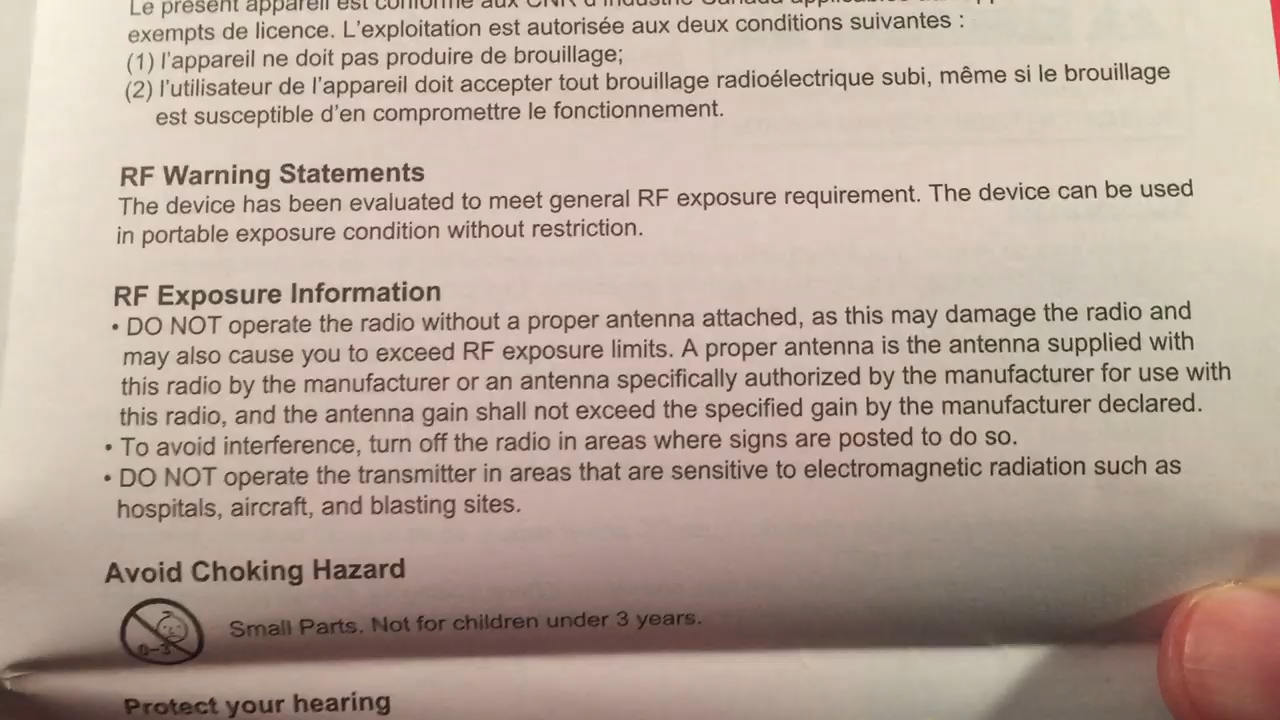 Le présent appareil est conforme aux CNR d'Industrie Canada
exempts de licence. L'exploitation est autorisée aux deux conditions suivantes :
(1) l'appareil ne doit pas produire de brouillage;
(2) l'utilisateur de l'appareil doit accepter tout brouillage radioélectrique subi, même si le brouillage
est susceptible d'en compromettre le fonctionnement.
RF Warning Statements
The device has been evaluated to meet general RF exposure requirement. The device can be used
in portable exposure condition without restriction.
RF Exposure Information
• DO NOT operate the radio without a proper antenna attached, as this may damage the radio and
may also cause you to exceed RF exposure limits. A proper antenna is the antenna supplied with
this radio by the manufacturer or an antenna specifically authorized by the manufacturer for use with
this radio, and the antenna gain shall not exceed the specified gain by the manufacturer declared.
• To avoid interference, turn off the radio in areas where signs are posted to do so.
• DO NOT operate the transmitter in areas that are sensitive to electromagnetic radiation such as
hospitals, aircraft, and blasting sites.
Avoid Choking Hazard
0-3
Small Parts. Not for children under 3 years.
Protect your hearing